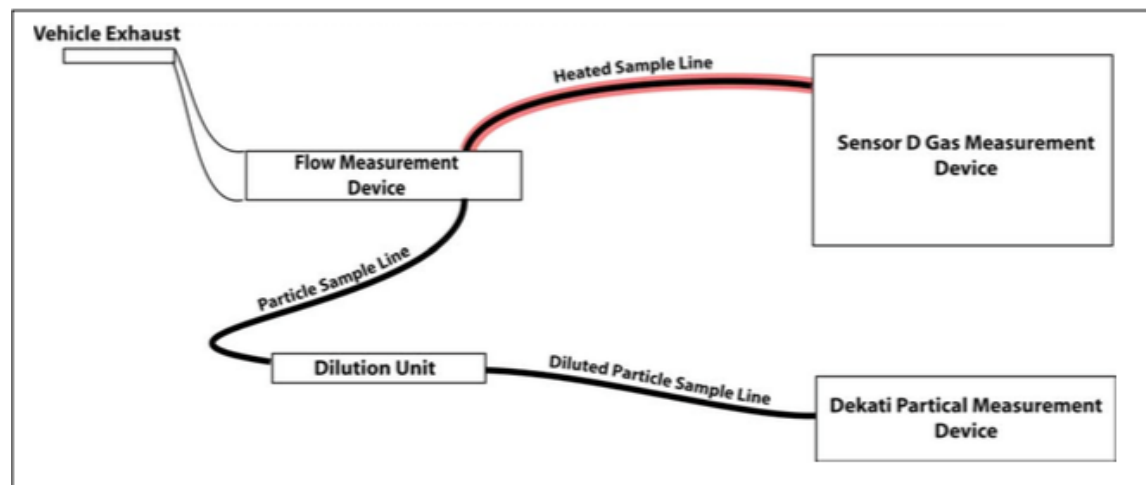 Vehicle Exhaust
Heated Sample Line
Sensor D Gas Measurement
Device
Flow Measurement
Device
Particle Sample Line
Dilution Unit
Diluted Particle Sample Line
Dekati Partical Measurement
Device